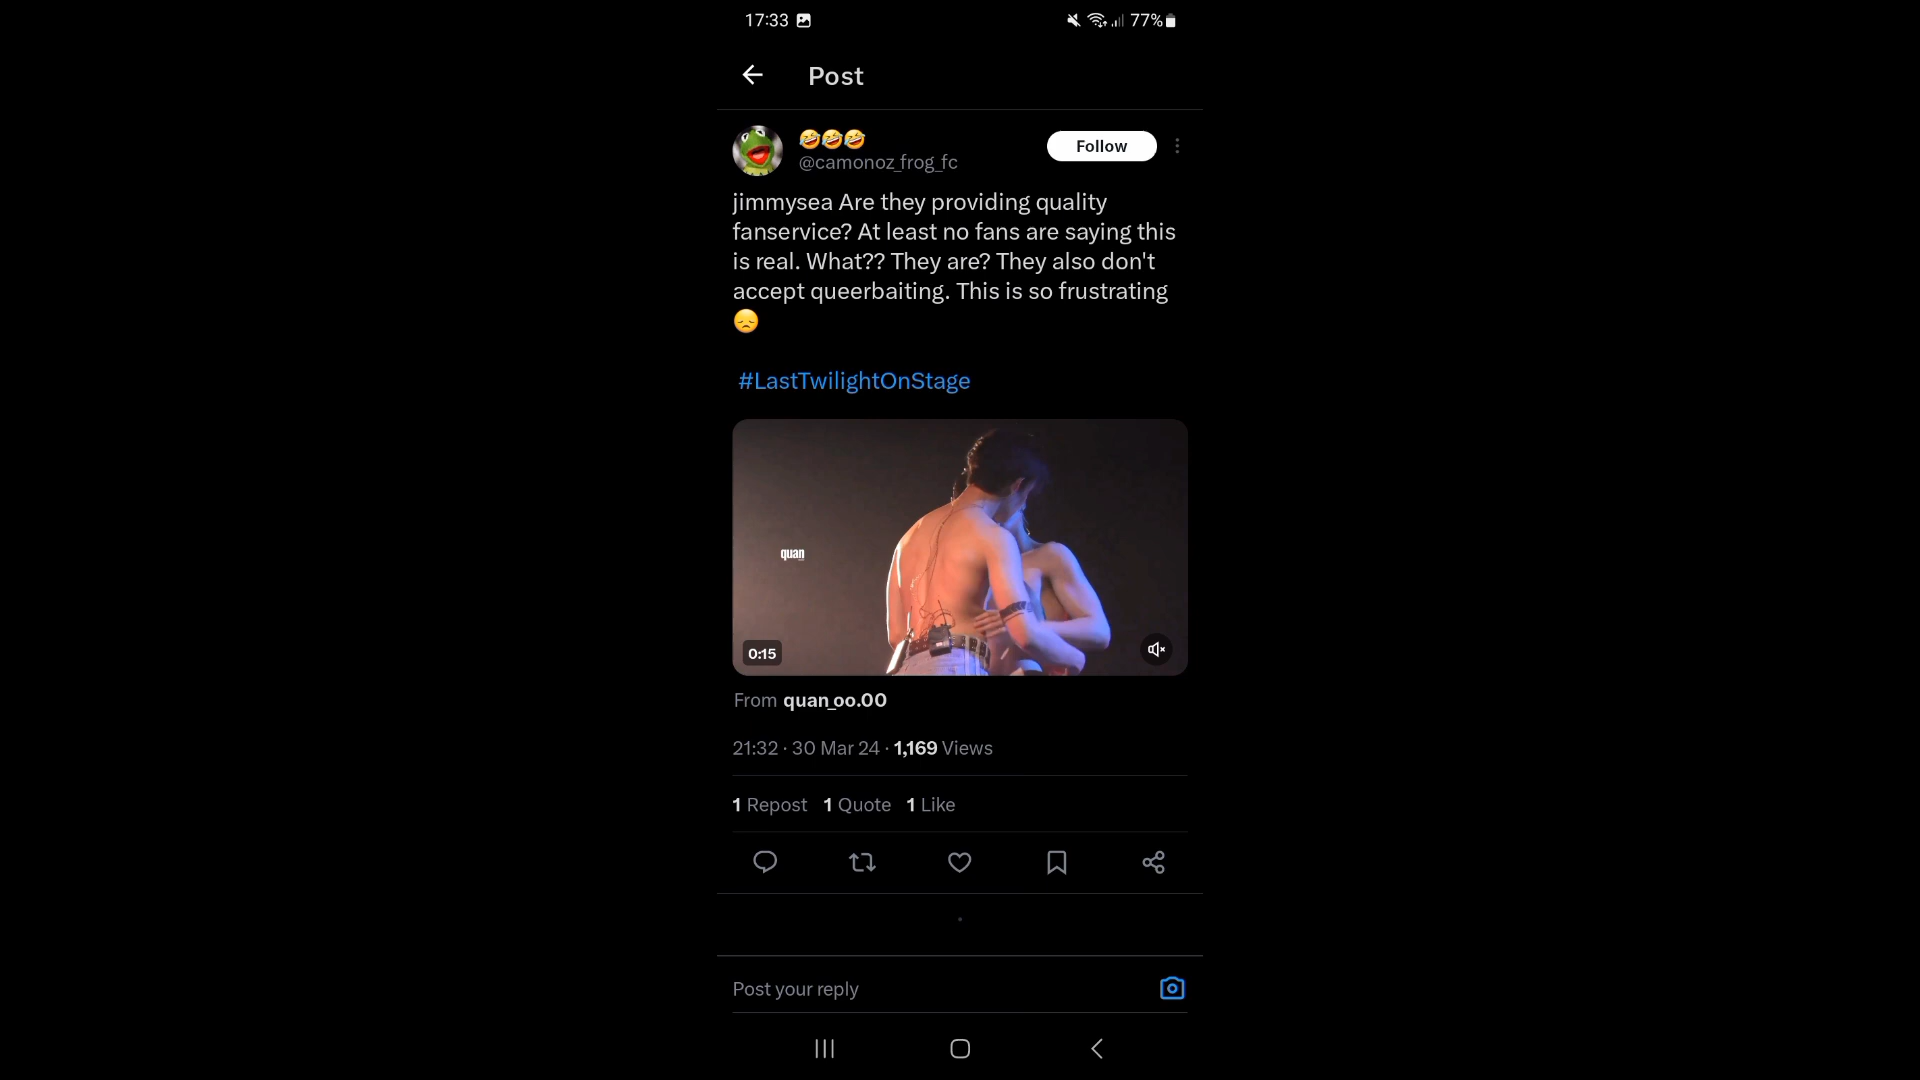 17:33 77%
Post
🤣🤣🤣
Follow
@camonoz_frog_fc
jimmysea Are they providing quality
fanservice? At least no fans are saying this
is real. What?? They are? They also don't
accept queerbaiting. This is so frustrating
😞
#LastTwilightOnStage
quan
0:15
From quan_oo.00
21:32 · 30 Mar 24 · 1,169 Views
1 Repost 1 Quote 1 Like
Post your reply